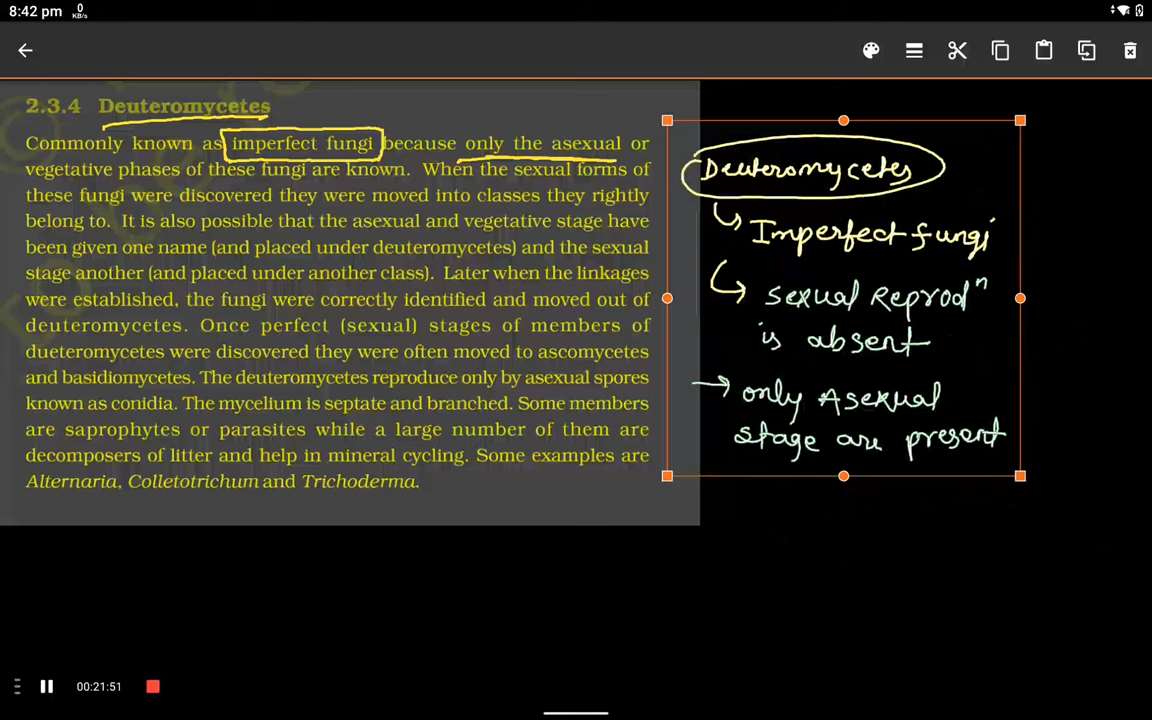 8:42 pm 0 KB/s
2.3.4 Deuteromycetes
Commonly known as imperfect fungi because only the asexual or
vegetative phases of these fungi are known. When the sexual forms of
these fungi were discovered they were moved into classes they rightly
belong to. It is also possible that the asexual and vegetative stage have
been given one name (and placed under deuteromycetes) and the sexual
stage another (and placed under another class). Later when the linkages
were established, the fungi were correctly identified and moved out of
deuteromycetes. Once perfect (sexual) stages of members of
dueteromycetes were discovered they were often moved to ascomycetes
and basidiomycetes. The deuteromycetes reproduce only by asexual spores
known as conidia. The mycelium is septate and branched. Some members
are saprophytes or parasites while a large number of them are
decomposers of litter and help in mineral cycling. Some examples are
Alternaria, Colletotrichum and Trichoderma.
Deuteromycetes
Imperfect fungi
sexual Reprodⁿ
is absent
→ only Asexual
stage are present
00:21:51